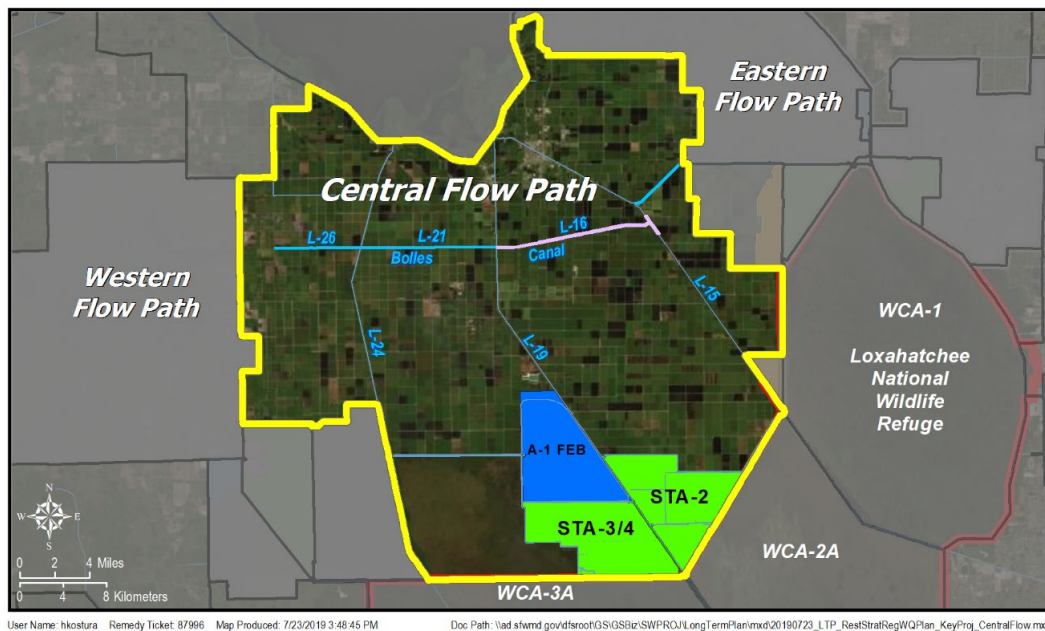 Eastern
Flow Path
Central Flow Path
L-26
L-21
L-16
Bolles
Canal
Western
Flow Path
L-15
WCA-1
L-24
L-19
Loxahatchee
National
Wildlife
Refuge
A-1 FEB
STA-2
STA-3/4
N
W
E
S
WCA-2A
0 2 4 Miles
WCA-3A
0 4 8 Kilometers
User Name: hkostura Remedy Ticket: 87996 Map Produced: 7/23/2019 3:48:45 PM Doc Path: \\ad.sfwmd.gov\dfsroot\GS\GSBiz\SWPROJ\LongTermPlan\mxd\20190723_LTP_RestStratRegWQPlan_KeyProj_CentralFlow.mx